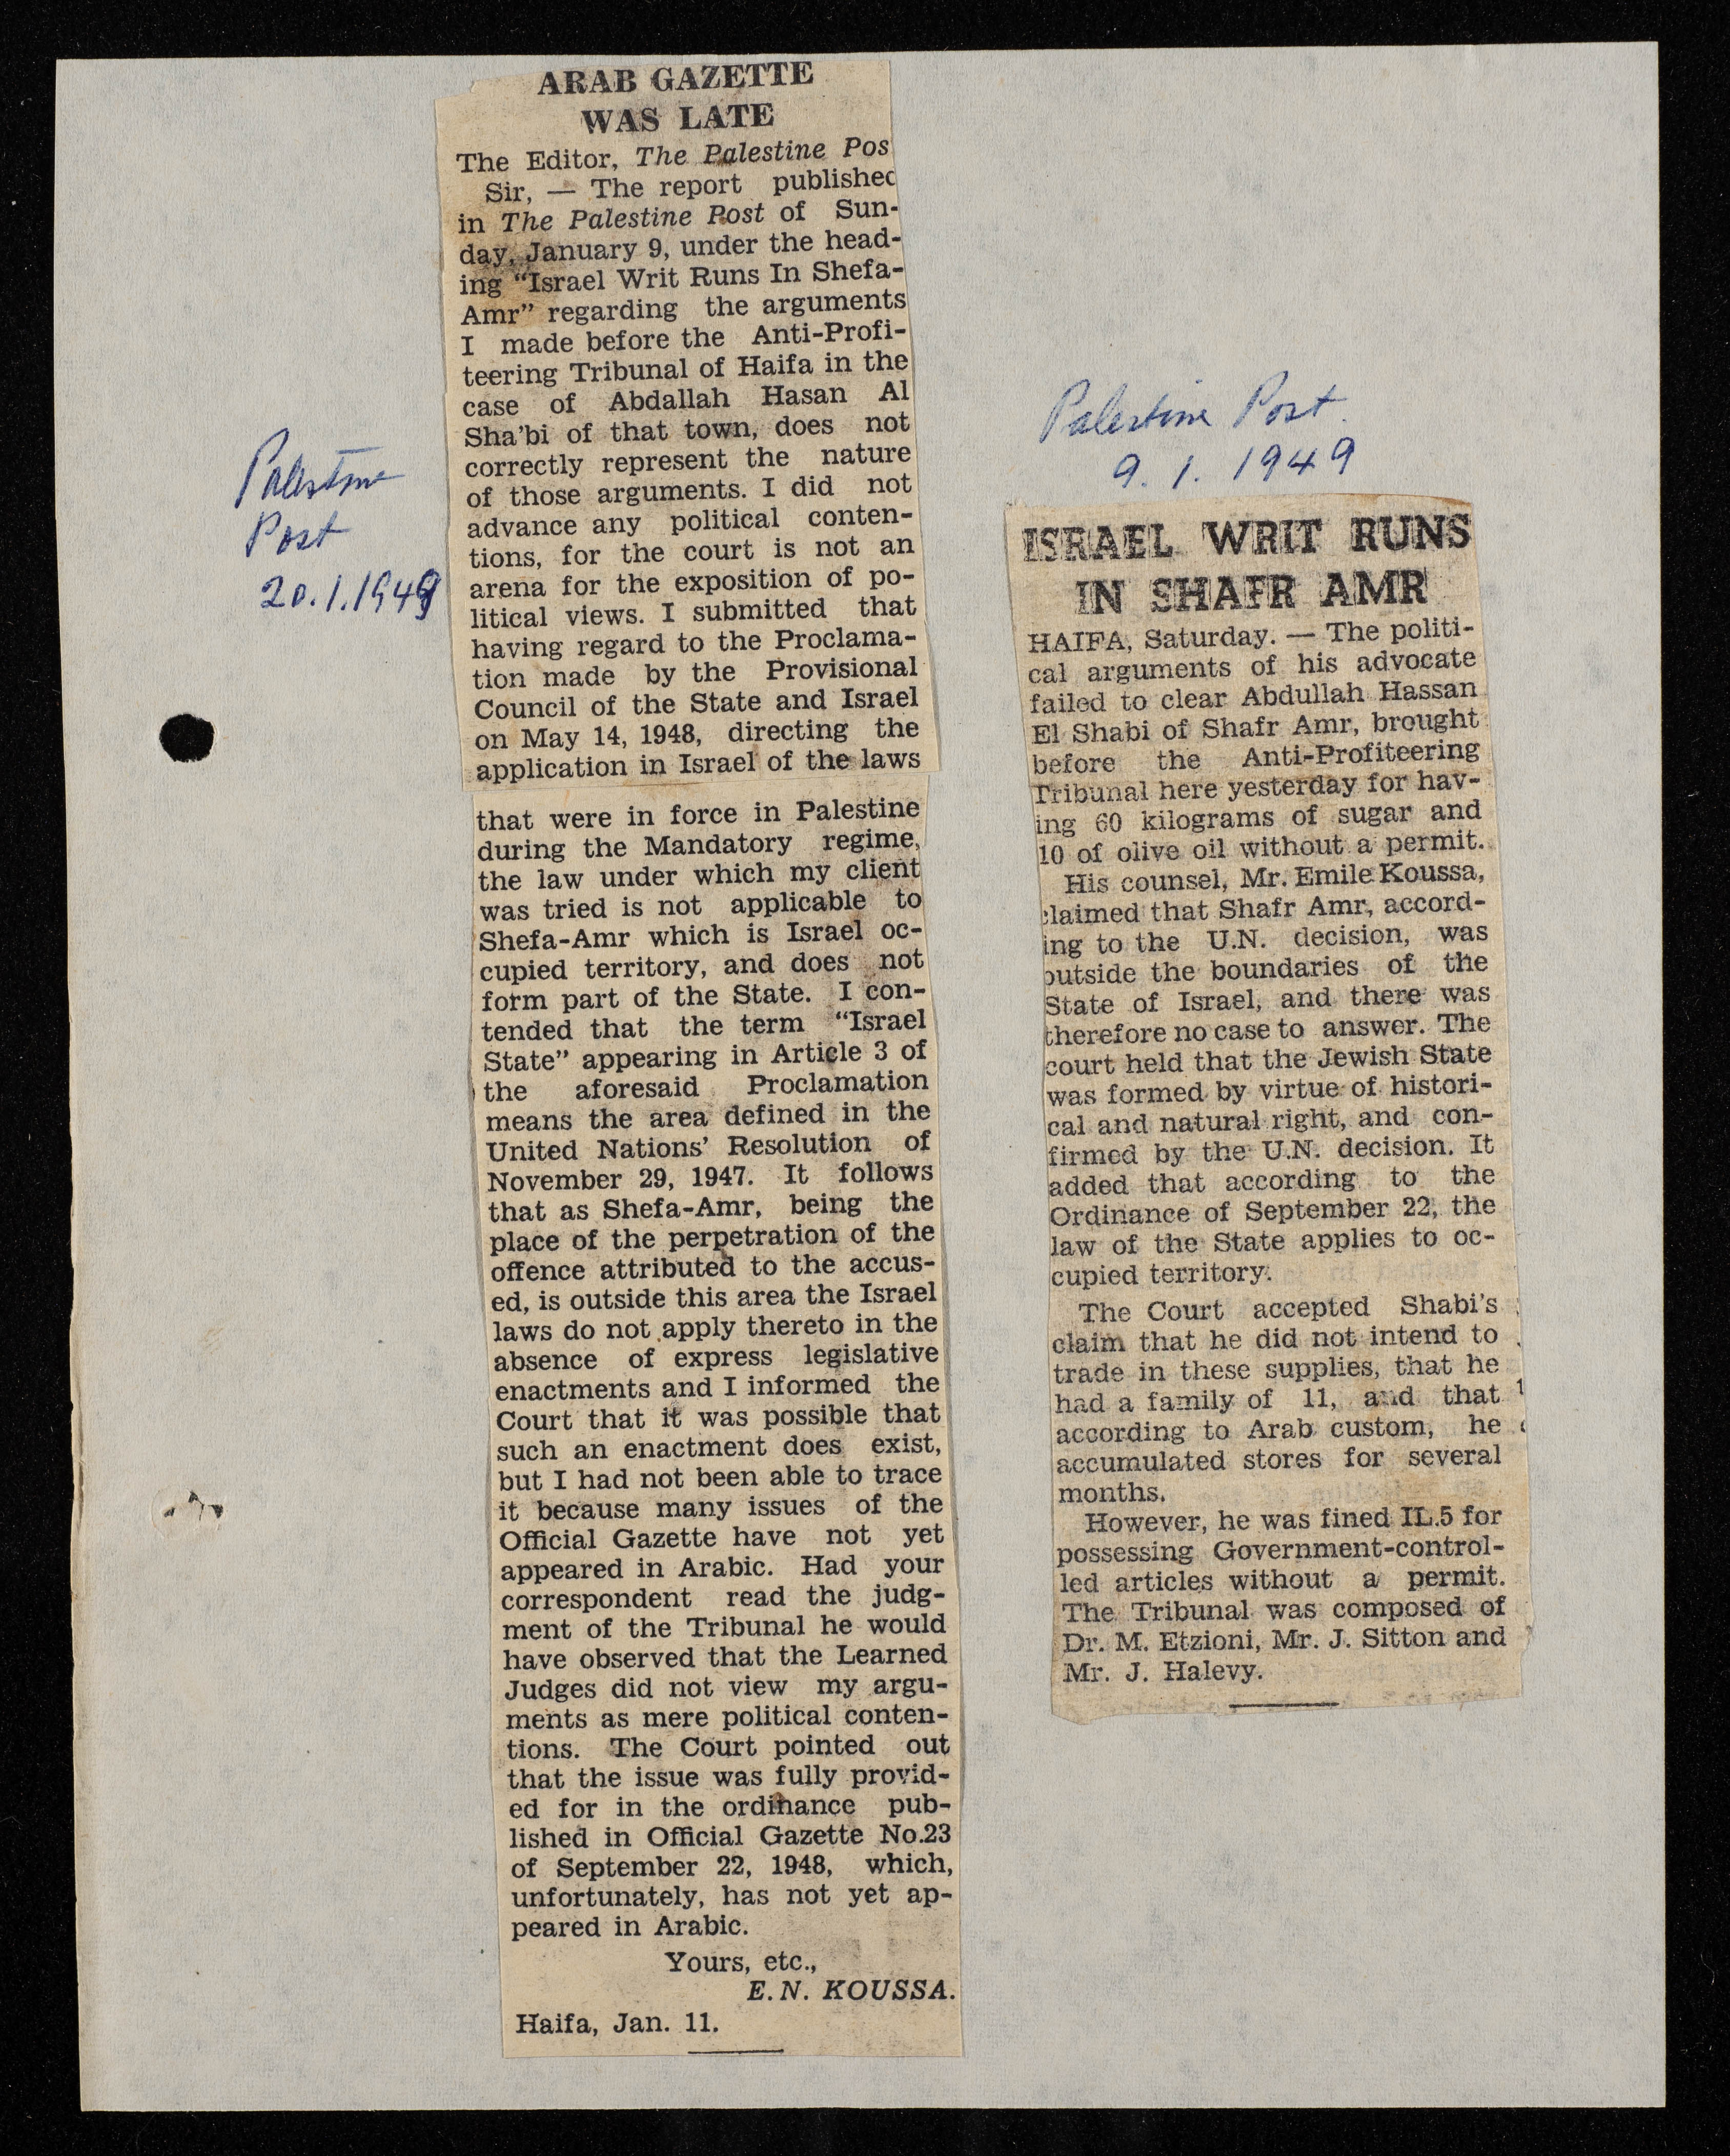 Palestine
Post
20.1.1949
ARAB GAZETTE
WAS LATE
The Editor, The Palestine Pos
Sir, — The report published
in The Palestine Post of Sun-
day, January 9, under the head-
ing “Israel Writ Runs In Shefa-
Amr” regarding the arguments
I made before the Anti-Profi-
teering Tribunal of Haifa in the
case of Abdallah Hasan Al
Sha’bi of that town, does not
correctly represent the nature
of those arguments. I did not
advance any political conten-
tions, for the court is not an
arena for the exposition of po-
litical views. I submitted that
having regard to the Proclama-
tion made by the Provisional
Council of the State and Israel
on May 14, 1948, directing the
application in Israel of the laws
that were in force in Palestine
during the Mandatory regime,
the law under which my client
was tried is not applicable to
Shefa-Amr which is Israel oc-
cupied territory, and does not
form part of the State. I con-
tended that the term “Israel
State” appearing in Article 3 of
the aforesaid Proclamation
means the area defined in the
United Nations’ Resolution of
November 29, 1947. It follows
that as Shefa-Amr, being the
place of the perpetration of the
offence attributed to the accus-
ed, is outside this area the Israel
laws do not apply thereto in the
absence of express legislative
enactments and I informed the
Court that it was possible that
such an enactment does exist,
but I had not been able to trace
it because many issues of the
Official Gazette have not yet
appeared in Arabic. Had your
correspondent read the judg-
ment of the Tribunal he would
have observed that the Learned
Judges did not view my argu-
ments as mere political conten-
tions. The Court pointed out
that the issue was fully provid-
ed for in the ordinance pub-
lished in Official Gazette No.23
of September 22, 1948, which,
unfortunately, has not yet ap-
peared in Arabic.
Yours, etc.,
E. N. KOUSSA.
Haifa, Jan. 11.
Palestine Post.
9. 1. 1949
ISRAEL WRIT RUNS
IN SHAFR AMR
HAIFA, Saturday. — The politi-
cal arguments of his advocate
failed to clear Abdullah Hassan
El Shabi of Shafr Amr, brought
before the Anti-Profiteering
Tribunal here yesterday for hav-
ing 60 kilograms of sugar and
10 of olive oil without a permit.
His counsel, Mr. Emile Koussa,
claimed that Shafr Amr, accord-
ing to the U.N. decision, was
outside the boundaries of the
State of Israel, and there was
therefore no case to answer. The
court held that the Jewish State
was formed by virtue of histori-
cal and natural right, and con-
firmed by the U.N. decision. It
added that according to the
Ordinance of September 22, the
law of the State applies to oc-
cupied territory.
The Court accepted Shabi’s
claim that he did not intend to
trade in these supplies, that he
had a family of 11, and that
according to Arab custom, he
accumulated stores for several
months.
However, he was fined IL.5 for
possessing Government-control-
led articles without a permit.
The Tribunal was composed of
Dr. M. Etzioni, Mr. J. Sitton and
Mr. J. Halevy.